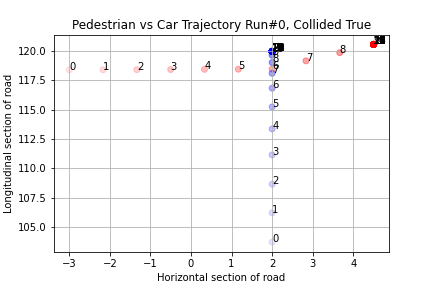 Pedestrian vs Car Trajectory Run#0, Collided True
Longitudinal section of road
120.0
117.5
115.0
112.5
110.0
107.5
105.0
0 1 2 3 4 5 7 8
6
5
4
3
2
1
0
−3 −2 −1 0 1 2 3 4
Horizontal section of road